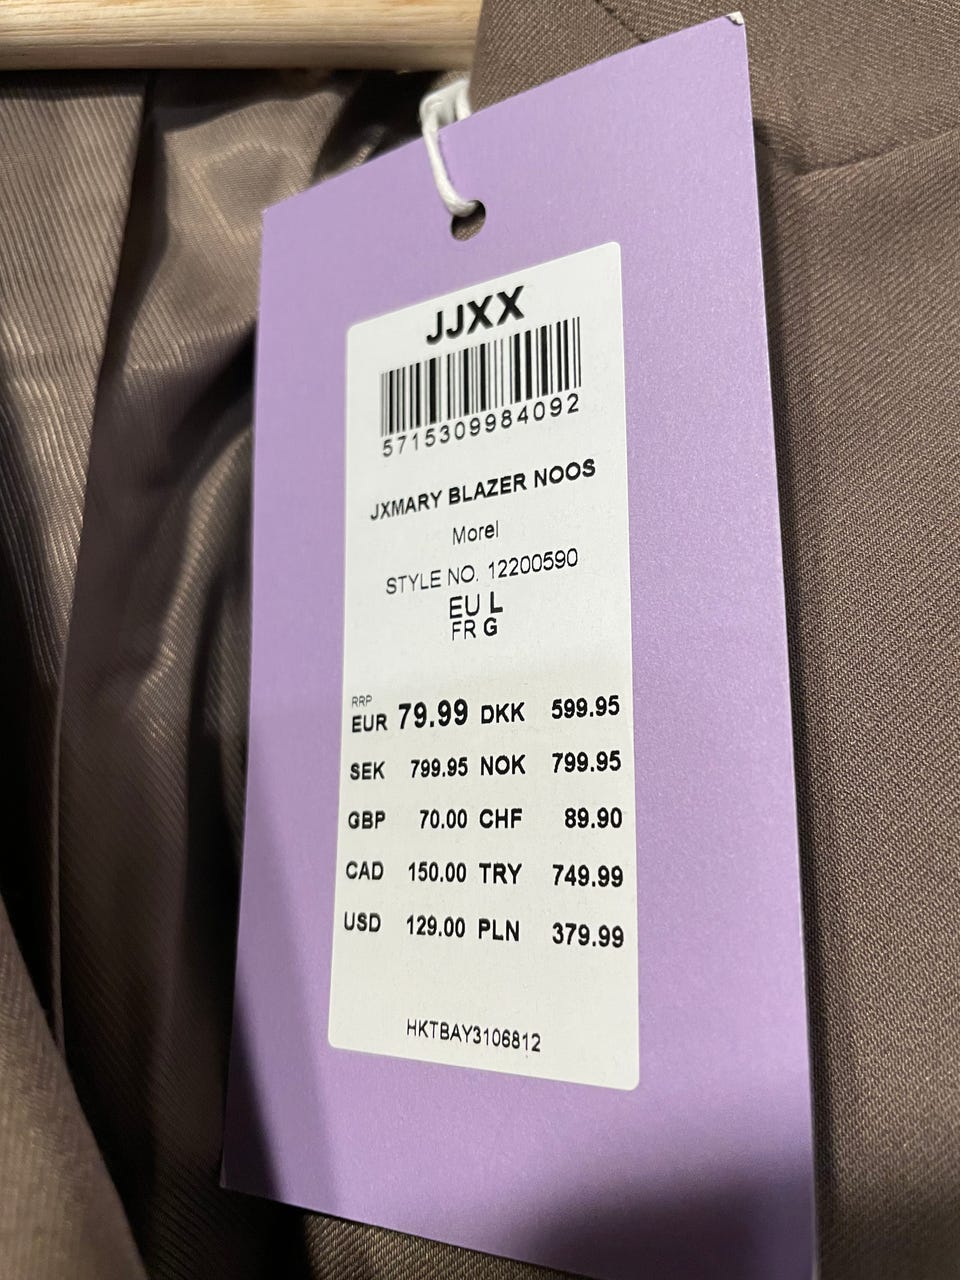 JJXX
5715309984092
JXMARY BLAZER NOOS
Morel
STYLE NO. 12200590
EU L
FR G
RRP
EUR 79.99 DKK 599.95
SEK 799.95 NOK 799.95
GBP 70.00 CHF 89.90
CAD 150.00 TRY 749.99
USD 129.00 PLN 379.99
HKTBAY3106812